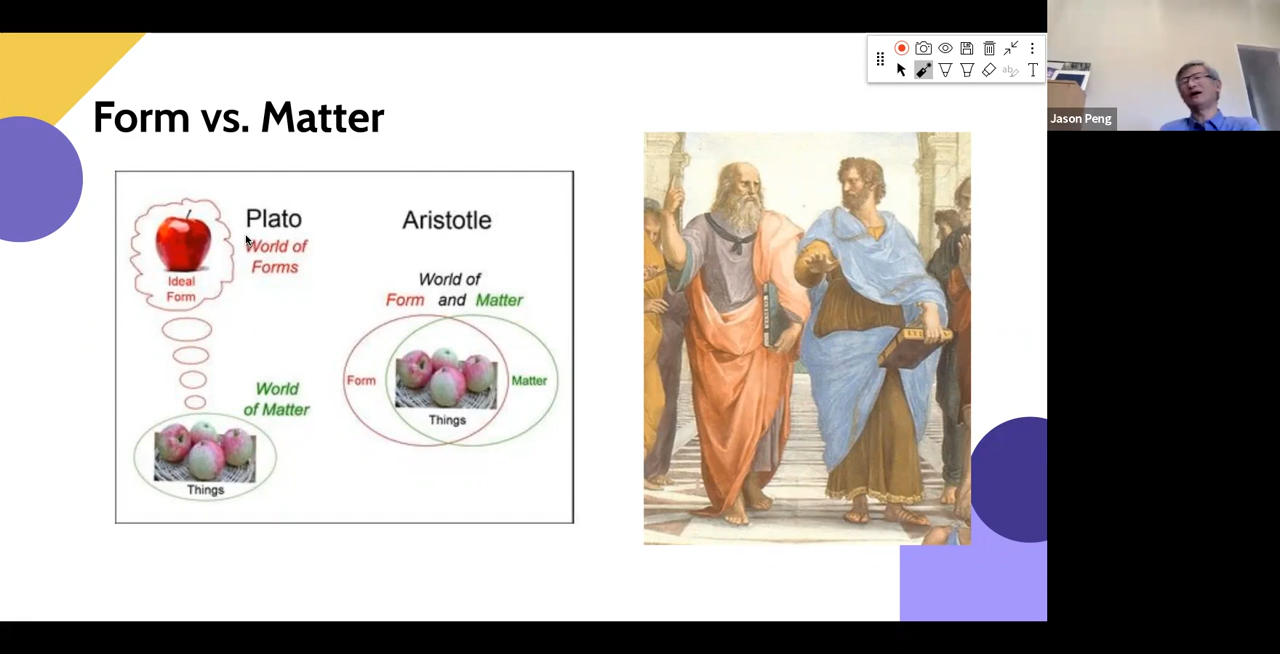 Form vs. Matter
Plato
World of
Forms
Ideal
Form
World
of Matter
Things
Aristotle
World of
Form and Matter
Form
Matter
Things
ab
T
Jason Peng